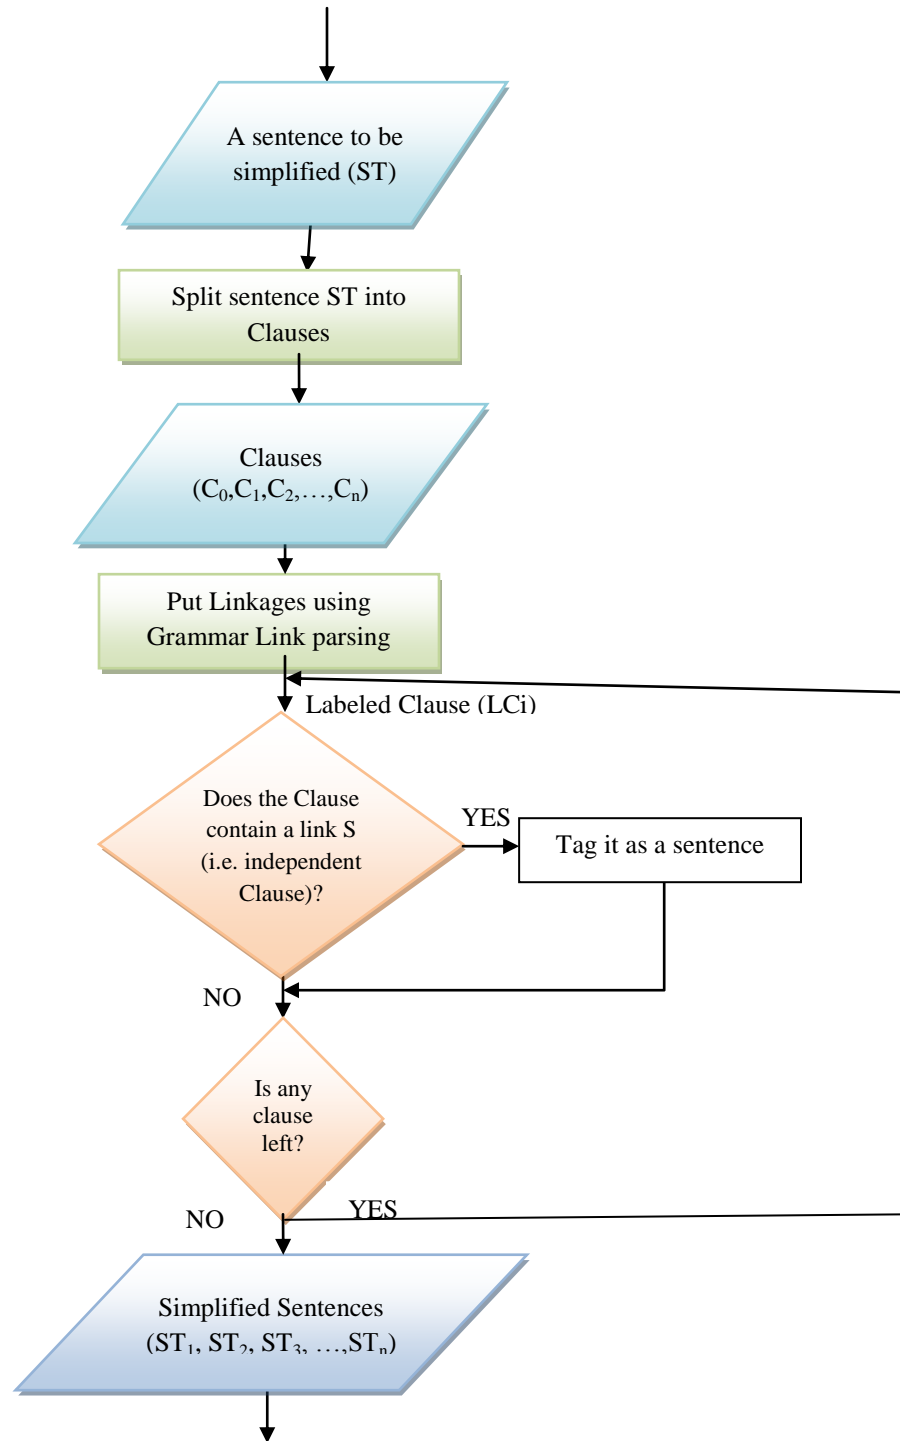 A sentence to be
simplified (ST)
Split sentence ST into
Clauses
Clauses
(C₀,C₁,C₂,…,Cₙ)
Put Linkages using
Grammar Link parsing
Labeled Clause (LCi)
Does the Clause
contain a link S
(i.e. independent
Clause)?
YES
Tag it as a sentence
NO
Is any
clause
left?
NO
YES
Simplified Sentences
(ST₁, ST₂, ST₃, …,STₙ)